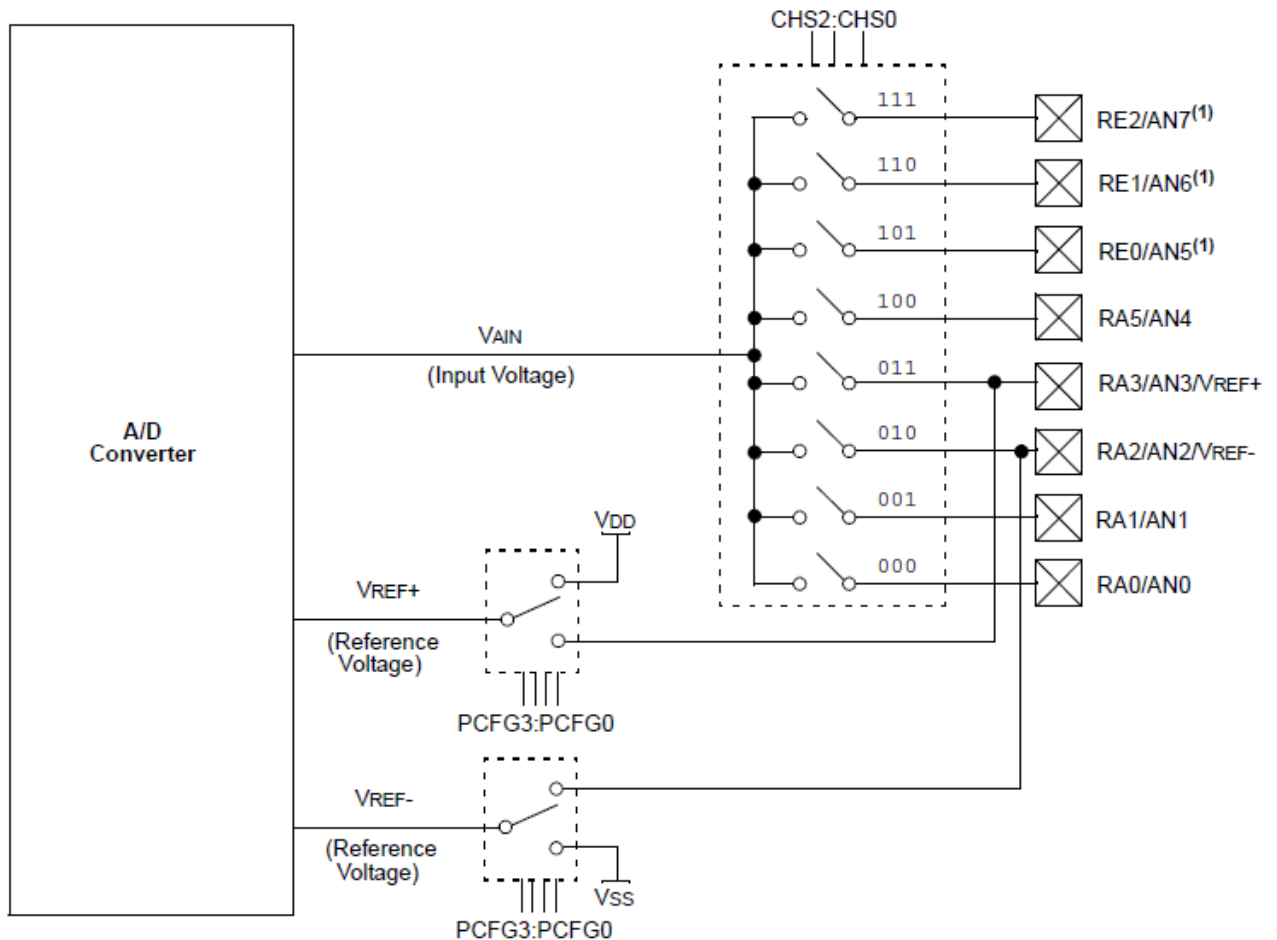 CHS2:CHS0
111
RE2/AN7(1)
110
RE1/AN6(1)
101
RE0/AN5(1)
100
RA5/AN4
VAIN
(Input Voltage)
011
RA3/AN3/VREF+
A/D
Converter
010
RA2/AN2/VREF-
001
RA1/AN1
VDD
000
RA0/AN0
VREF+
(Reference
Voltage)
PCFG3:PCFG0
VREF-
(Reference
Voltage)
VSS
PCFG3:PCFG0